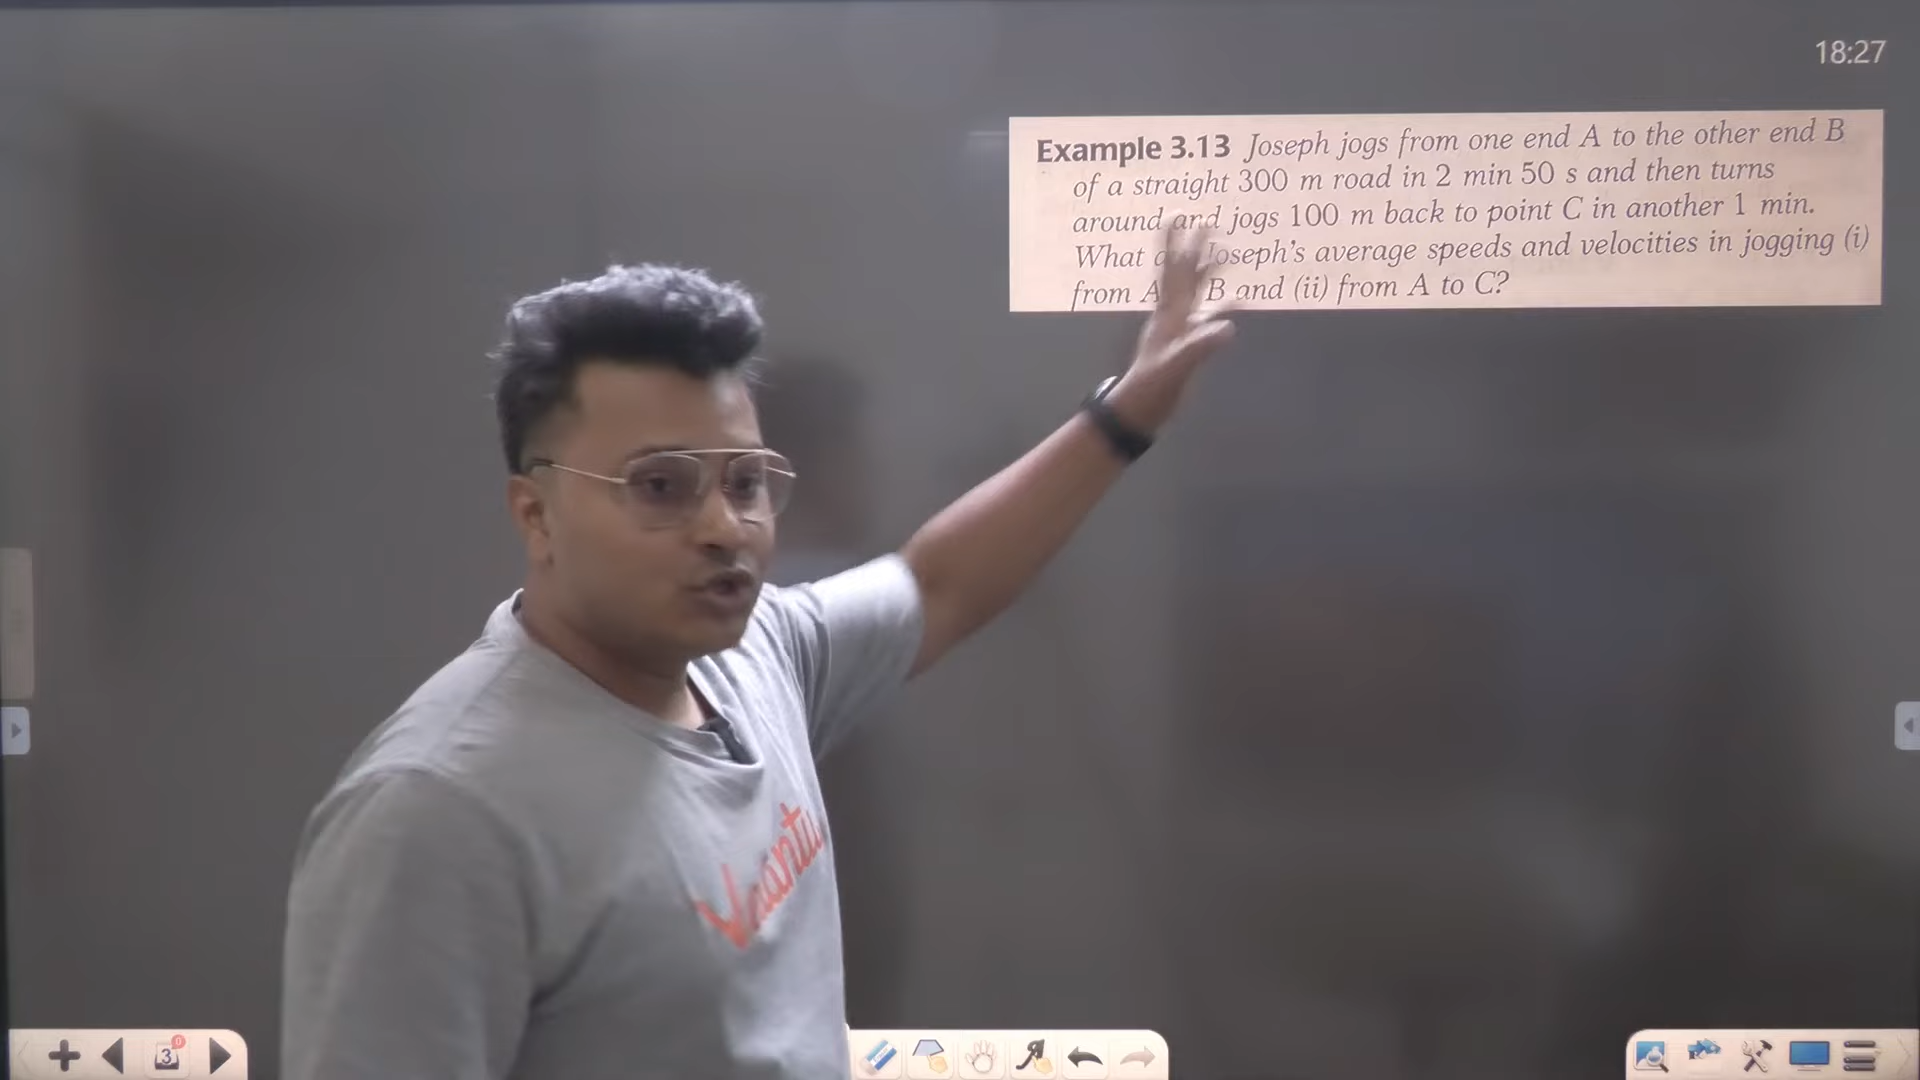 18:27
Example 3.13 Joseph jogs from one end A to the other end B
of a straight 300 m road in 2 min 50 s and then turns
around and jogs 100 m back to point C in another 1 min.
What Joseph's average speeds and velocities in jogging (i)
from A B and (ii) from A to C?
3
0